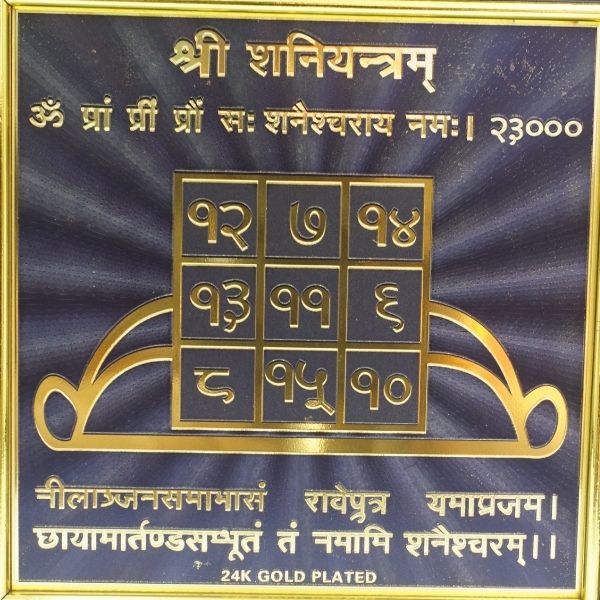 श्री शनियन्त्रम्
ॐ प्रां प्रीं प्रौं सः शनैश्चराय नमः। २३०००
१२ ७ १४
१३ ११ ६
८ १५ १०
नीलाञ्जनसमाभासं रविपुत्र यमाग्रजम।
छायामार्तण्डसम्भूतं तं नमामि शनैश्चरम्।।
24K GOLD PLATED